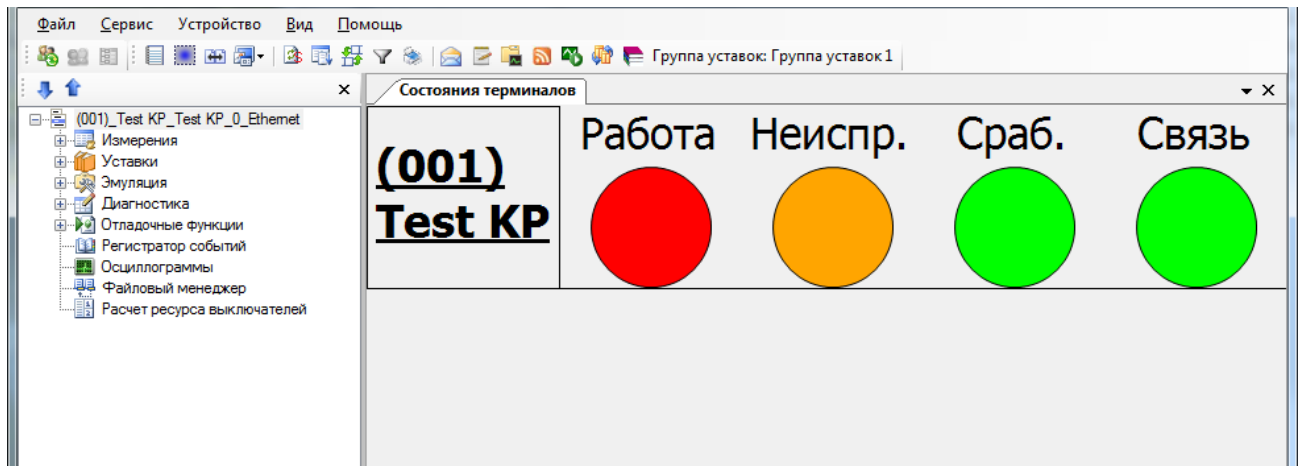 Файл Сервис Устройство Вид Помощь
Группа уставок: Группа уставок 1
Состояния терминалов
(001)_Test KP_Test KP_0_Ethernet
Измерения
Уставки
Эмуляция
Диагностика
Отладочные функции
Регистратор событий
Осциллограммы
Файловый менеджер
Расчет ресурса выключателей
(001)
Test KP
Работа Неиспр. Сраб. Связь